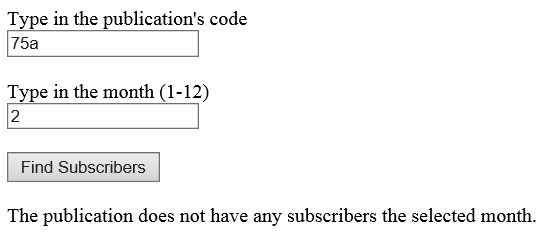 Type in the publication's code
75a
Type in the month (1-12)
2
Find Subscribers
The publication does not have any subscribers the selected month.